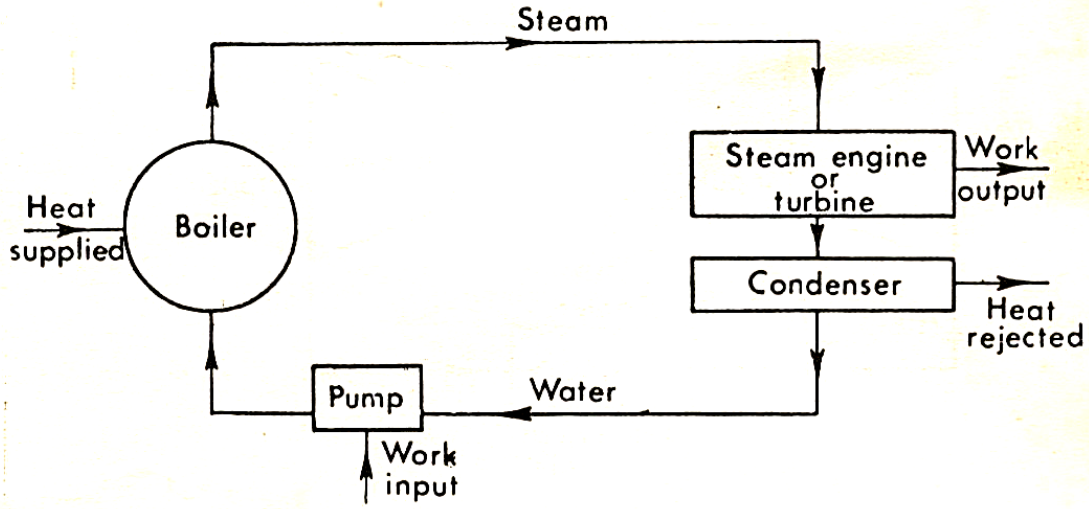 Steam
Steam engine
or
turbine
Work
output
Heat
supplied
Boiler
Condenser
Heat
rejected
Pump
Water
Work
input